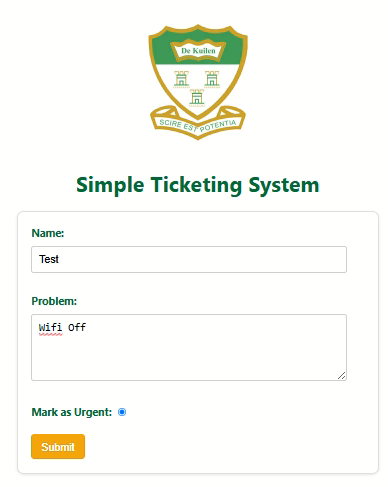 De Kuilen
SCIRE EST POTENTIA
Simple Ticketing System
Name:
Test
Problem:
Wifi Off
Mark as Urgent:
Submit